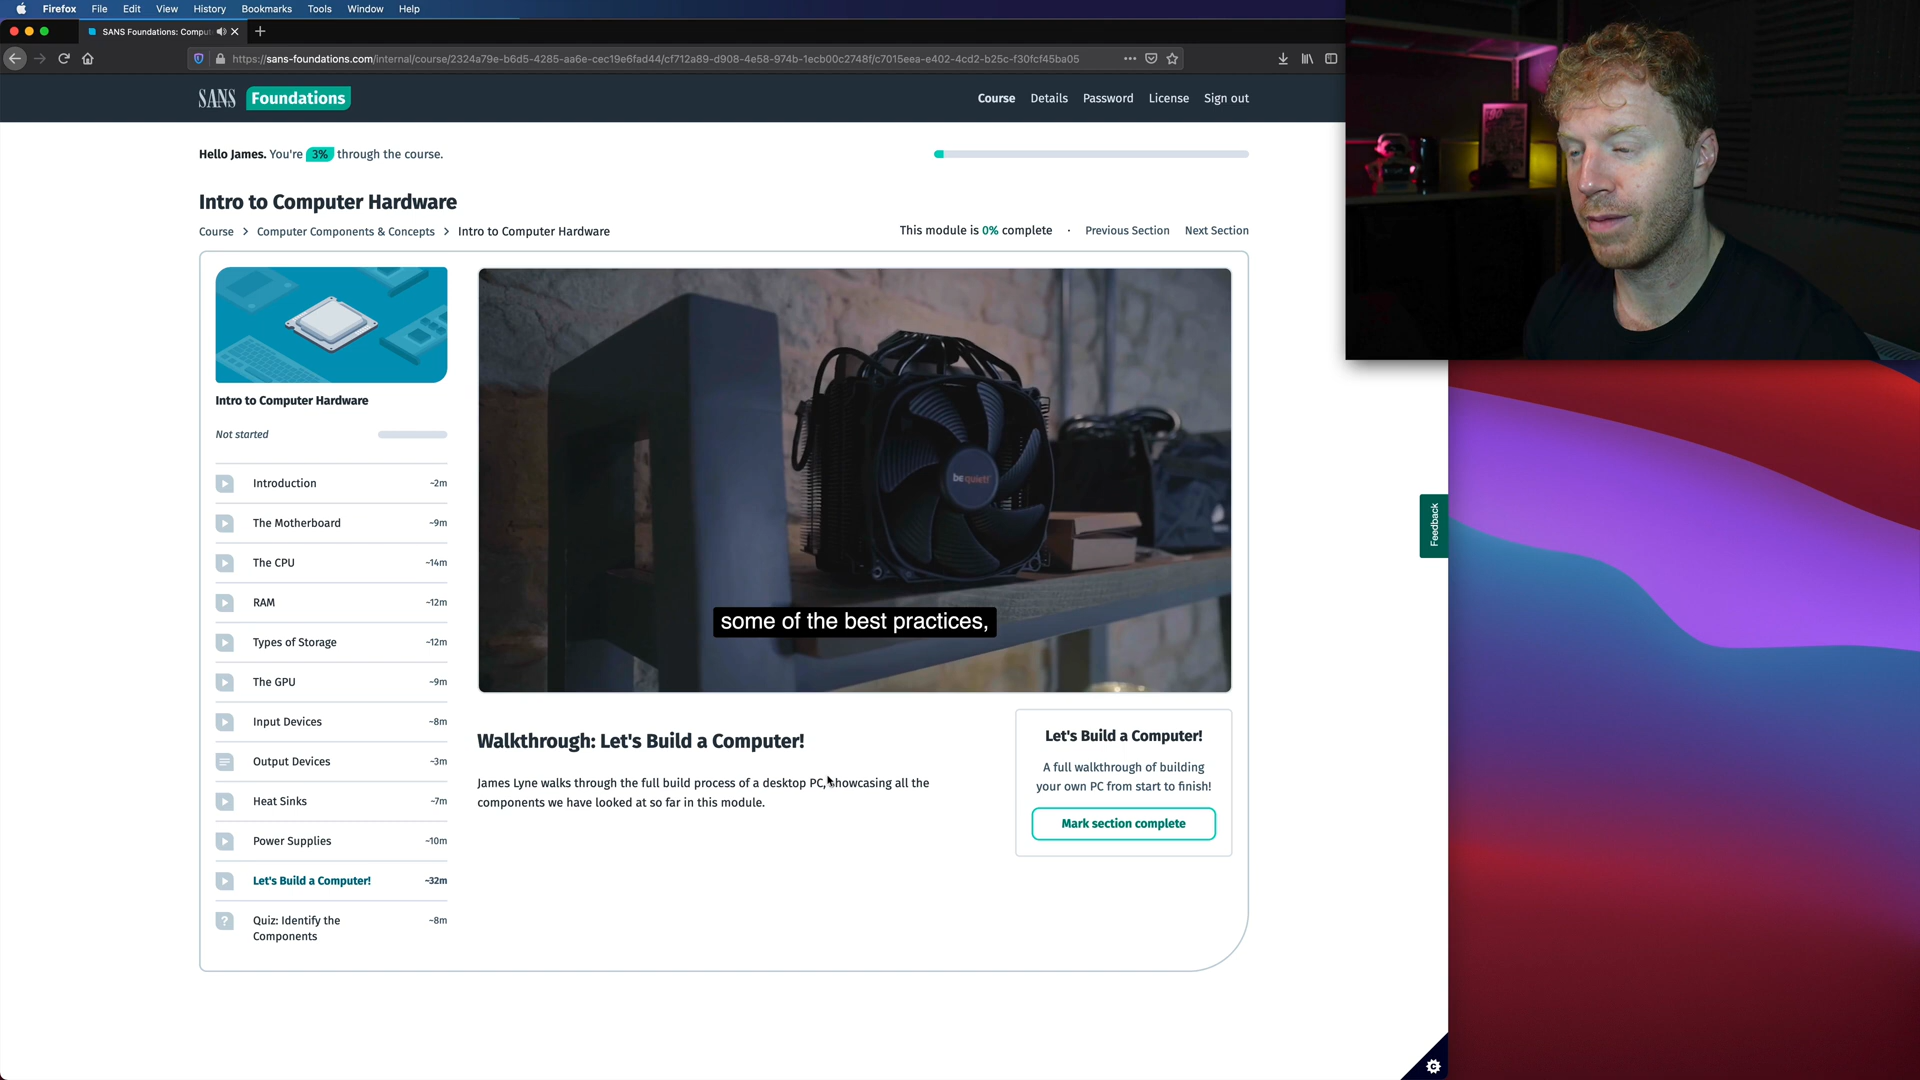 Firefox File Edit View History Bookmarks Tools Window Help
SANS Foundations: Comput
https://sans-foundations.com/internal/course/2324a79e-b6d5-4285-aa6e-cec19e6fad44/cf712a89-d908-4e58-974b-1ecb00c2748f/c7015eea-e402-4cd2-b25c-f30fcf45ba05
SANS Foundations
Course Details Password License Sign out
Hello James. You're 3% through the course.
Intro to Computer Hardware
Course > Computer Components & Concepts > Intro to Computer Hardware
This module is 0% complete · Previous Section Next Section
Intro to Computer Hardware
Not started
Introduction ~2m
The Motherboard ~9m
The CPU ~14m
RAM ~12m
Types of Storage ~12m
The GPU ~9m
Input Devices ~8m
Output Devices ~3m
Heat Sinks ~7m
Power Supplies ~10m
Let's Build a Computer! ~32m
Quiz: Identify the ~8m
Components
be quiet!
some of the best practices,
Walkthrough: Let's Build a Computer!
James Lyne walks through the full build process of a desktop PC, showcasing all the
components we have looked at so far in this module.
Let's Build a Computer!
A full walkthrough of building
your own PC from start to finish!
Mark section complete
Feedback